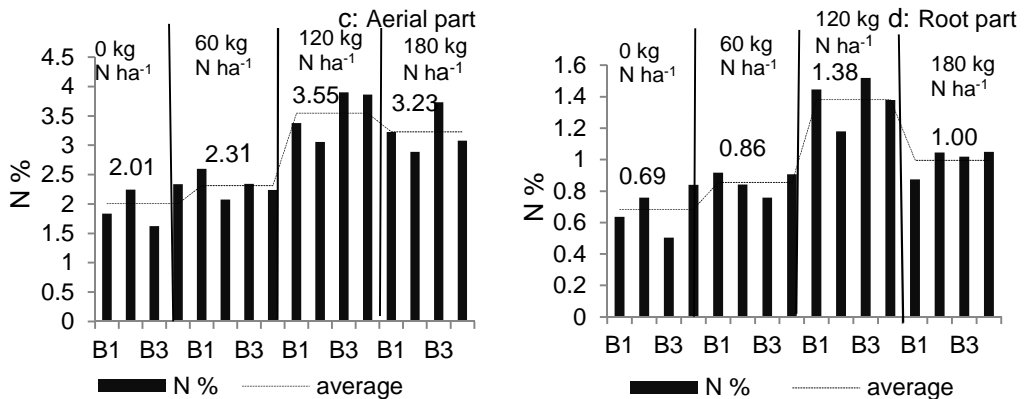 c: Aerial part
0 kg
N ha-1
60 kg
N ha-1
120 kg
N ha-1
180 kg
N ha-1
4.5
4
3.5
3
2.5
2
1.5
1
0.5
0
N %
2.01
2.31
3.55
3.23
B1 B3 B1 B3 B1 B3 B1 B3
N % average
d: Root part
0 kg
N ha-1
60 kg
N ha-1
120 kg
N ha-1
180 kg
N ha-1
1.6
1.4
1.2
1
0.8
0.6
0.4
0.2
0
N %
0.69
0.86
1.38
1.00
B1 B3 B1 B3 B1 B3 B1 B3
N % average